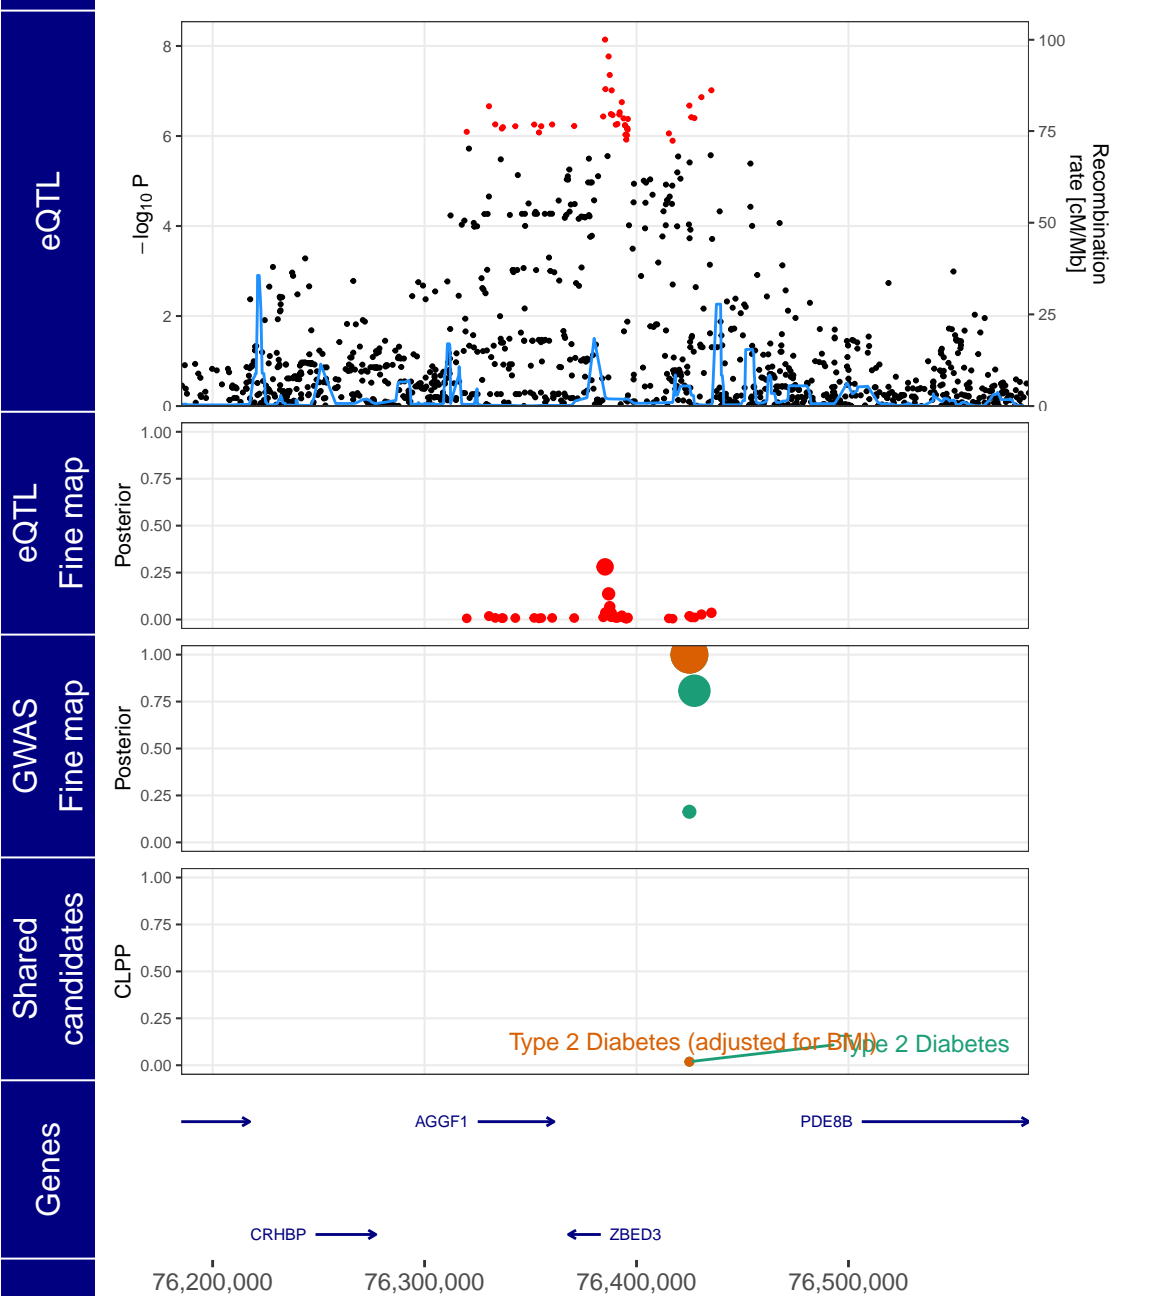 eQTL
−log10 P
8
6
4
2
0
100
75
50
25
0
Recombination
rate [cM/Mb]
eQTL
Fine map
Posterior
1.00
0.75
0.50
0.25
0.00
GWAS
Fine map
Posterior
1.00
0.75
0.50
0.25
0.00
Shared
candidates
CLPP
1.00
0.75
0.50
0.25
0.00
Type 2 Diabetes (adjusted for BMI)
Type 2 Diabetes
Genes
AGGF1
PDE8B
CRHBP
ZBED3
76,200,000
76,300,000
76,400,000
76,500,000